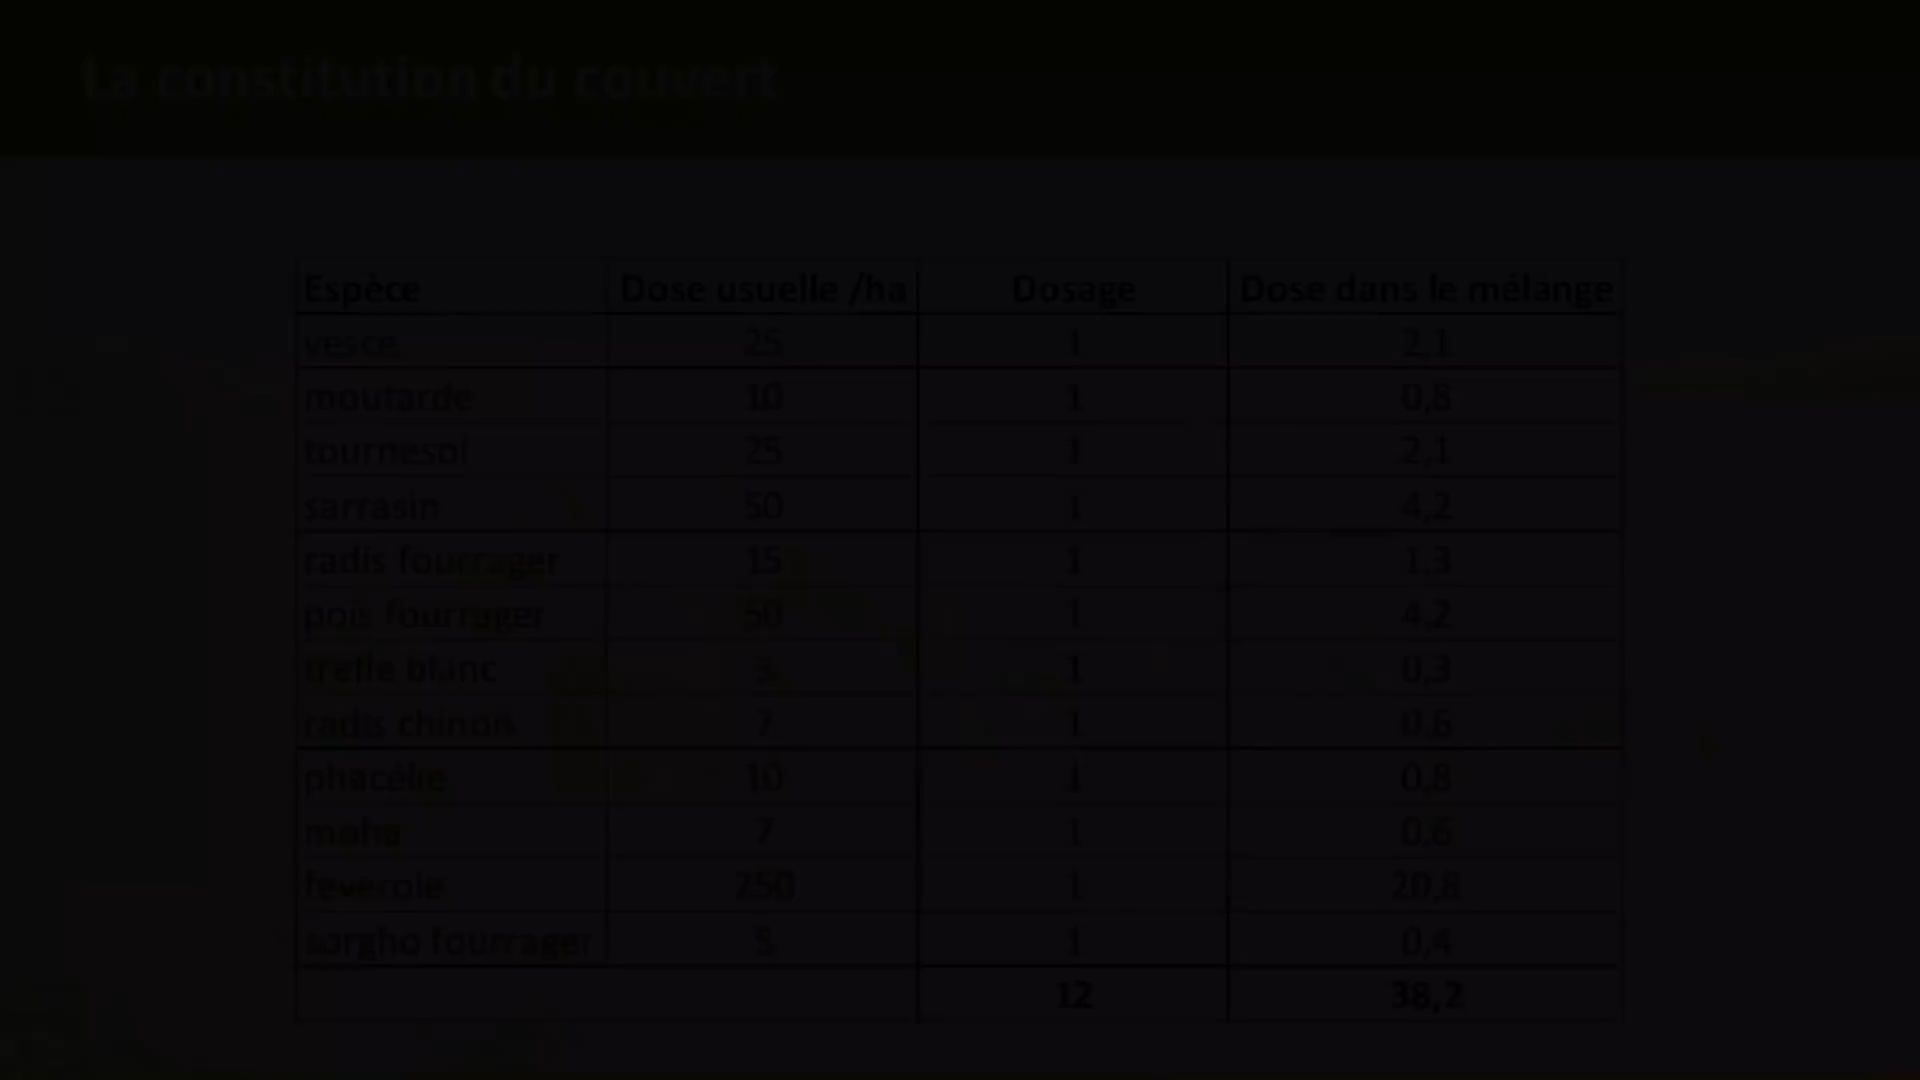 La constitution du couvert
Espèce Dose usuelle /ha Dosage Dose dans le mélange
vesce 25 1 2,1
moutarde 10 1 0,8
tournesol 25 1 2,1
sarrasin 50 1 4,2
radis fourrager 15 1 1,3
pois fourrager 50 1 4,2
trelle blanc 1 0,3
radis chinois 7 1 0,6
phacélie 10 1 0,8
moha 7 1 0,6
feverole 250 1 20,8
sorgho fourrager 5 1 0,4
12 38,2